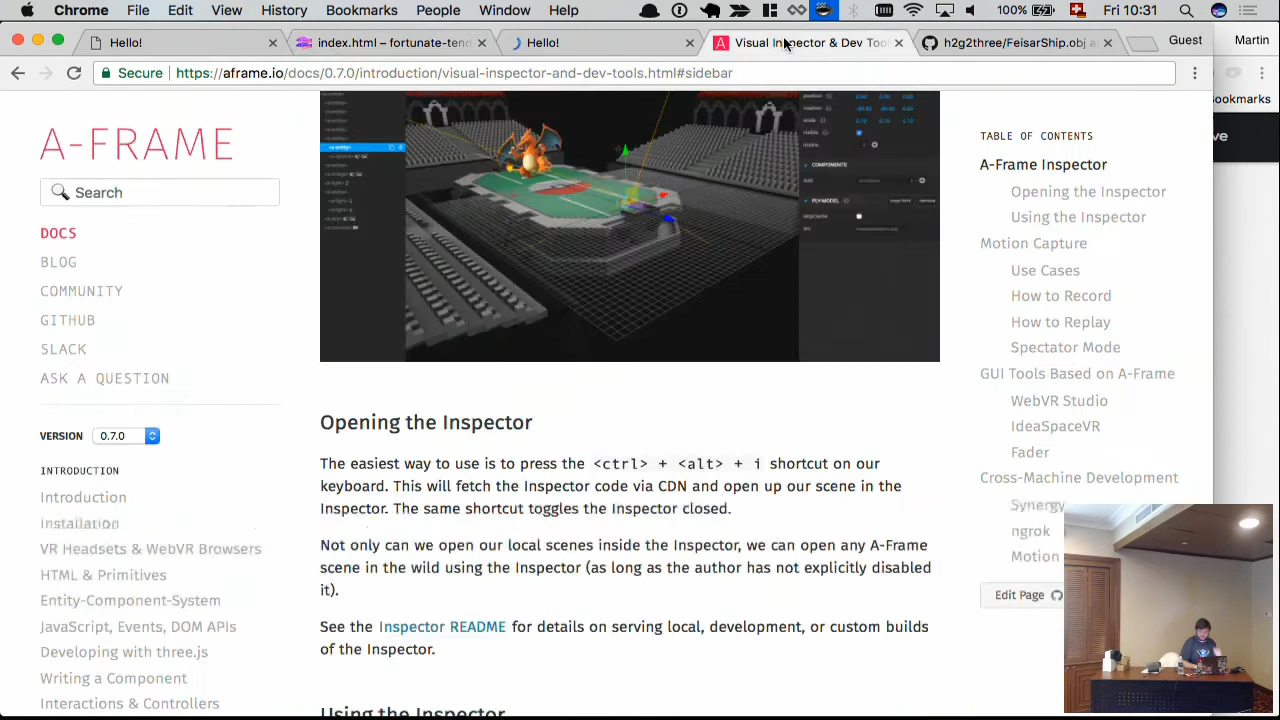 Chrome File Edit View History Bookmarks People Window Help 100% Fri 10:31
Hello! index.html – fortunate-tend Hello! Visual Inspector & Dev Tool h2g2three/FeisarShip.obj a Guest Martin
Secure https://aframe.io/docs/0.7.0/introduction/visual-inspector-and-dev-tools.html#sidebar
ookmarks
A-FRAME
Search
DOCS
BLOG
COMMUNITY
GITHUB
SLACK
ASK A QUESTION
VERSION 0.7.0
INTRODUCTION
Introduction
Installation
VR Headsets & WebVR Browsers
HTML & Primitives
Entity-Component-System
JavaScript, Events, DOM APIs
Developing with three.js
Writing a Component
Interactions & Controllers
COMPONENTS
Opening the Inspector
The easiest way to use is to press the <ctrl> + <alt> + i shortcut on our
keyboard. This will fetch the Inspector code via CDN and open up our scene in the
Inspector. The same shortcut toggles the Inspector closed.
Not only can we open our local scenes inside the Inspector, we can open any A-Frame
scene in the wild using the Inspector (as long as the author has not explicitly disabled
it).
See the Inspector README for details on serving local, development, or custom builds
of the Inspector.
Using the Inspector
TABLE OF CONTENTS
A-Frame Inspector
Opening the Inspector
Using the Inspector
Motion Capture
Use Cases
How to Record
How to Replay
Spectator Mode
GUI Tools Based on A-Frame
WebVR Studio
IdeaSpaceVR
Fader
Cross-Machine Development
Synergy
ngrok
Motion
Edit Page
ve